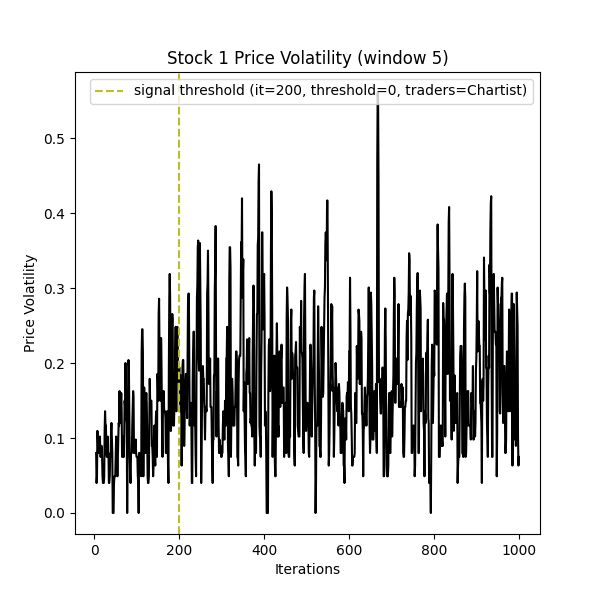 Stock 1 Price Volatility (window 5)
signal threshold (it=200, threshold=0, traders=Chartist)
Price Volatility
0.5
0.4
0.3
0.2
0.1
0.0
0 200 400 600 800 1000
Iterations